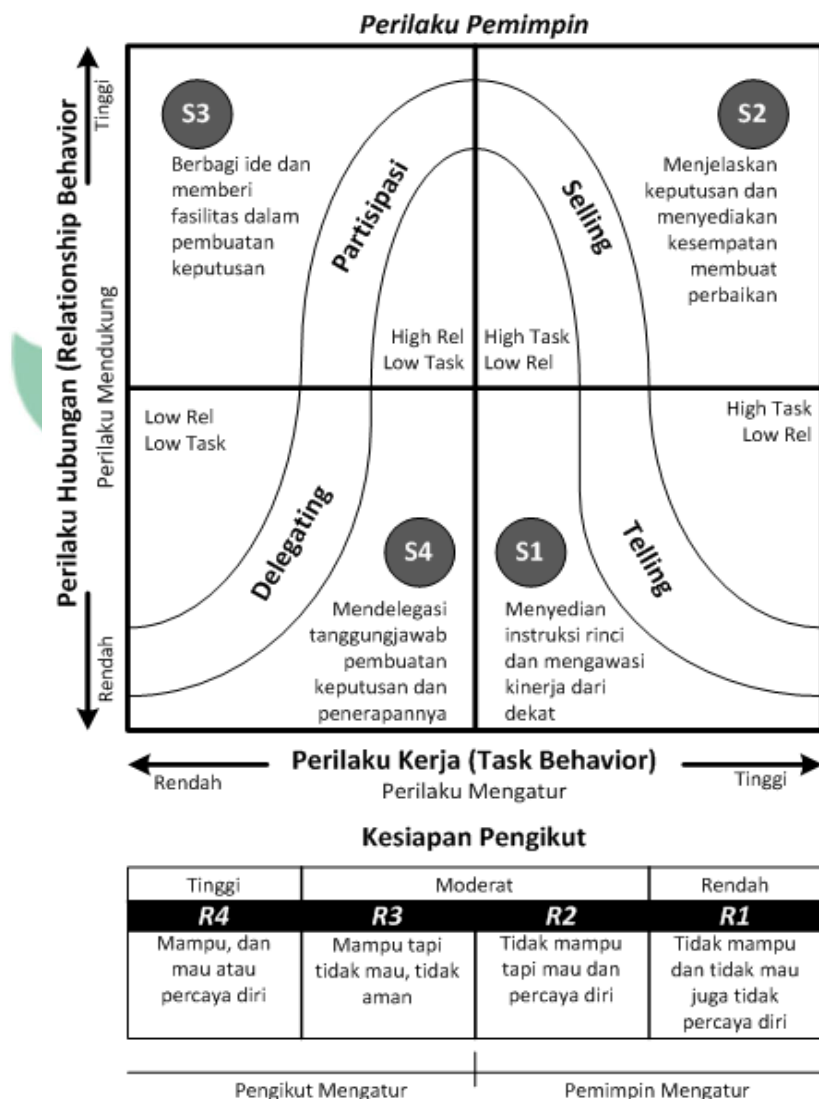 Perilaku Pemimpin
Perilaku Hubungan (Relationship Behavior
Perilaku Mendukung
Tinggi
Rendah
S3
Berbagi ide dan
memberi
fasilitas dalam
pembuatan
keputusan
Partisipasi
High Rel
Low Task
S2
Menjelaskan
keputusan dan
menyediakan
kesempatan
membuat
perbaikan
Selling
High Task
Low Rel
Low Rel
Low Task
Delegating
S4
Mendelegasi
tanggungjawab
pembuatan
keputusan dan
penerapannya
High Task
Low Rel
S1
Telling
Menyedian
instruksi rinci
dan mengawasi
kinerja dari
dekat
Perilaku Kerja (Task Behavior)
Rendah
Perilaku Mengatur
Tinggi
Kesiapan Pengikut
Tinggi Moderat Rendah
R4 R3 R2 R1
Mampu, dan
mau atau
percaya diri
Mampu tapi
tidak mau, tidak
aman
Tidak mampu
tapi mau dan
percaya diri
Tidak mampu
dan tidak mau
juga tidak
percaya diri
Pengikut Mengatur Pemimpin Mengatur